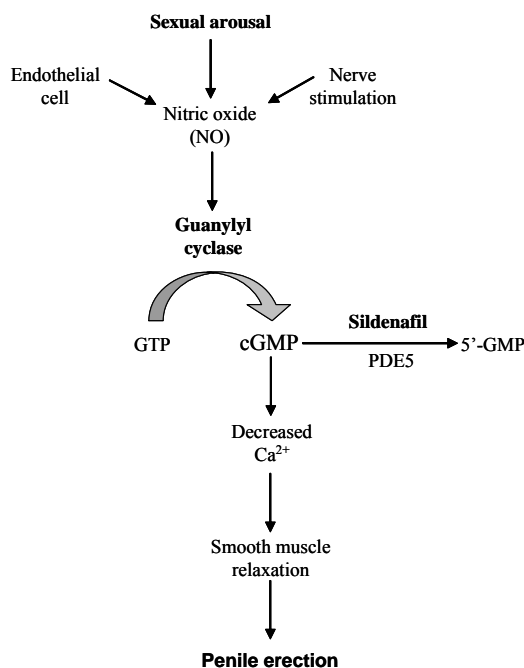 Sexual arousal
Endothelial
cell
Nerve
stimulation
Nitric oxide
(NO)
Guanylyl
cyclase
GTP
cGMP
Sildenafil
PDE5
5’-GMP
Decreased
Ca²⁺
Smooth muscle
relaxation
Penile erection